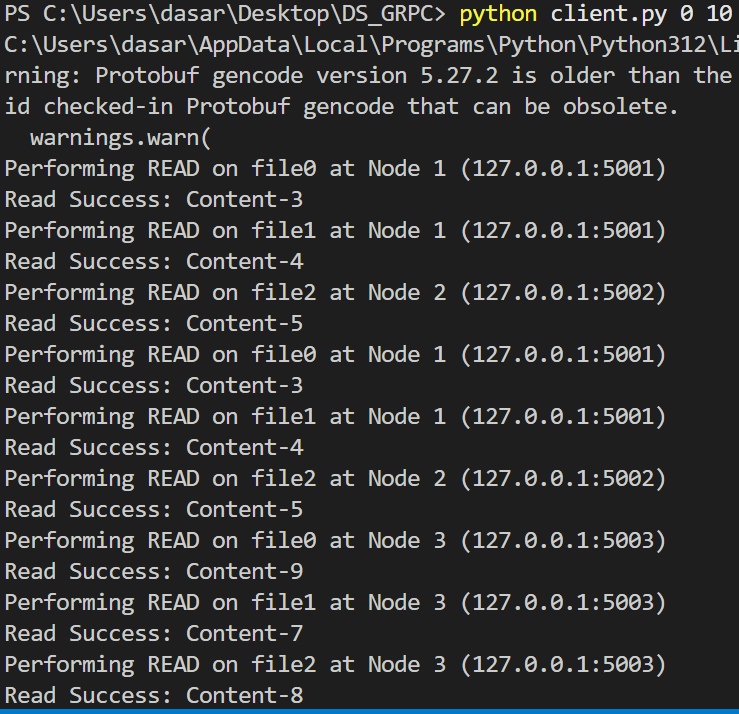 PS C:\Users\dasar\Desktop\DS_GRPC> python client.py 0 10
C:\Users\dasar\AppData\Local\Programs\Python\Python312\Li
rning: Protobuf gencode version 5.27.2 is older than the
id checked-in Protobuf gencode that can be obsolete.
  warnings.warn(
Performing READ on file0 at Node 1 (127.0.0.1:5001)
Read Success: Content-3
Performing READ on file1 at Node 1 (127.0.0.1:5001)
Read Success: Content-4
Performing READ on file2 at Node 2 (127.0.0.1:5002)
Read Success: Content-5
Performing READ on file0 at Node 1 (127.0.0.1:5001)
Read Success: Content-3
Performing READ on file1 at Node 1 (127.0.0.1:5001)
Read Success: Content-4
Performing READ on file2 at Node 2 (127.0.0.1:5002)
Read Success: Content-5
Performing READ on file0 at Node 3 (127.0.0.1:5003)
Read Success: Content-9
Performing READ on file1 at Node 3 (127.0.0.1:5003)
Read Success: Content-7
Performing READ on file2 at Node 3 (127.0.0.1:5003)
Read Success: Content-8